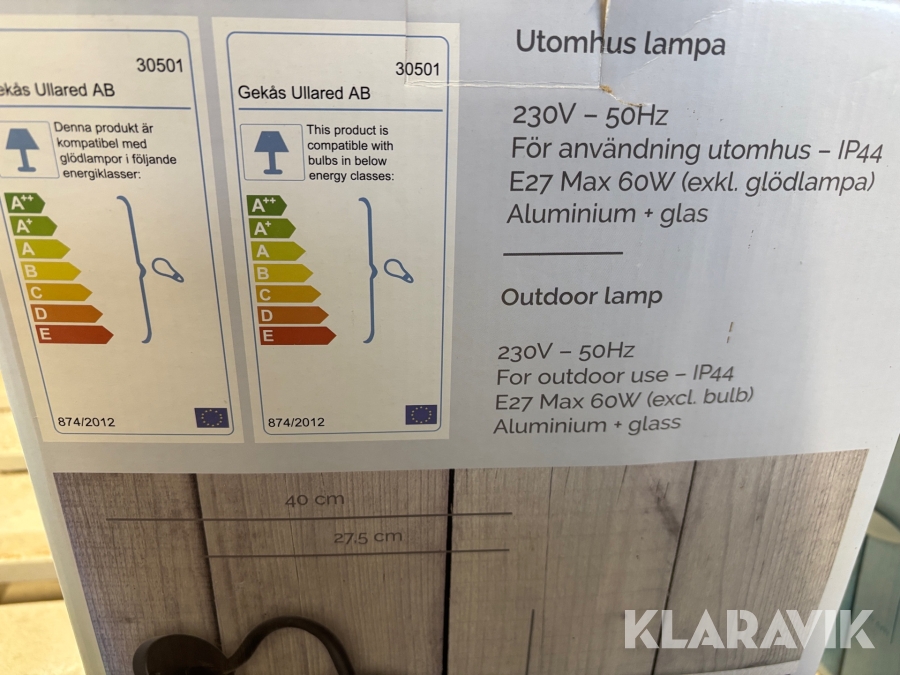 30501
ekås Ullared AB
Denna produkt är
kompatibel med
glödlampor i följande
energiklasser:
A++
A+
A
B
C
D
E
874/2012
30501
Gekås Ullared AB
This product is
compatible with
bulbs in below
energy classes:
A++
A+
A
B
C
D
E
874/2012
Utomhus lampa
230V – 50Hz
För användning utomhus – IP44
E27 Max 60W (exkl. glödlampa)
Aluminium + glas
Outdoor lamp
230V – 50Hz
For outdoor use – IP44
E27 Max 60W (excl. bulb)
Aluminium + glass
40 cm
27,5 cm
KLARAVIK